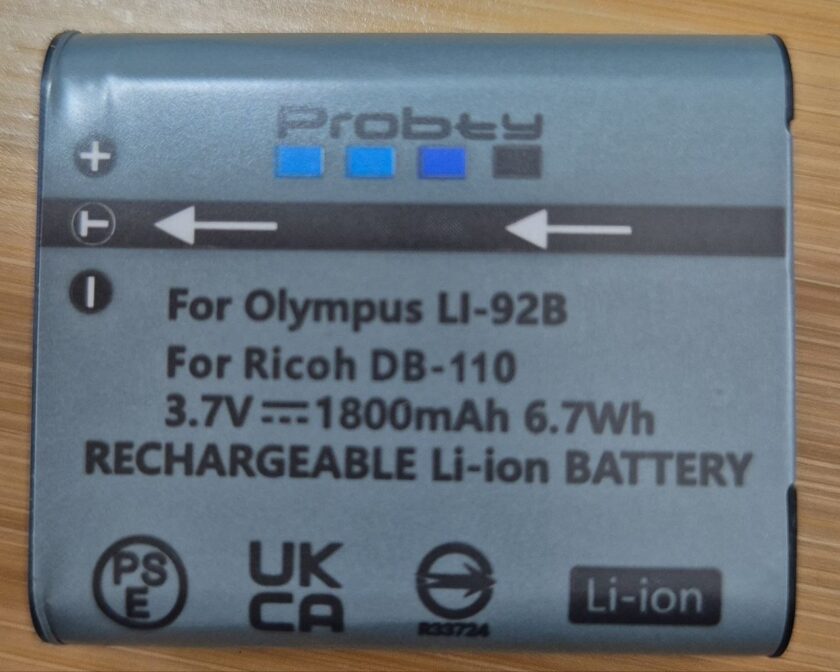 Probty
+
T
−
For Olympus LI-92B
For Ricoh DB-110
3.7V⎓1800mAh 6.7Wh
RECHARGEABLE Li-ion BATTERY
PS
E
UK
CA
R33724
Li-ion